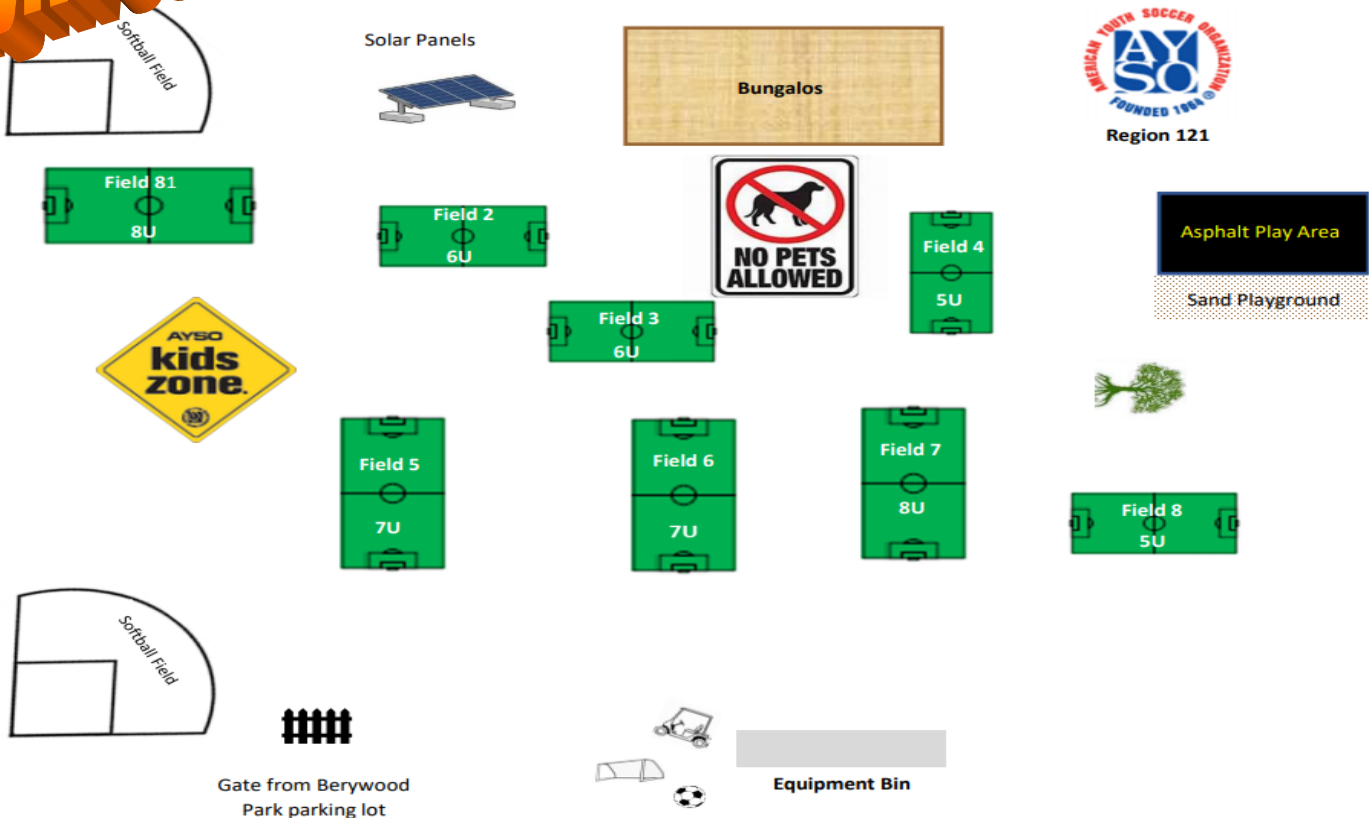 Softball Field
Solar Panels
Bungalos
AMERICAN YOUTH SOCCER ORGANIZATION
AY
SO
FOUNDED 1964 ®
Region 121
Field 81
8U
Field 2
6U
NO PETS
ALLOWED
Field 4
5U
Asphalt Play Area
Sand Playground
Field 3
6U
AYSO
kids
zone.
Field 5
7U
Field 6
7U
Field 7
8U
Field 8
5U
Softball Field
Gate from Berywood
Park parking lot
Equipment Bin